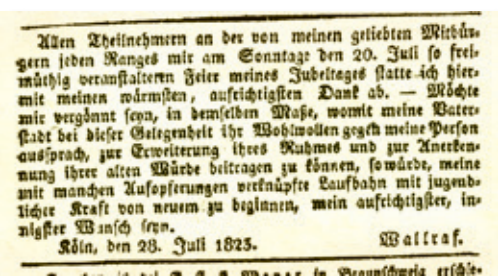 Allen Theilnehmern an der von meinen geliebten Mitbür-
gern jeden Ranges mir am Sonntage den 20. Juli so frei-
müthig veranstalteten Feier meines Jubeltages statte ich hier-
mit meinen wärmsten, aufrichtigsten Dank ab. — Möchte
mir vergönnt seyn, in demselben Maße, womit meine Vater-
stadt bei dieser Gelegenheit ihr Wohlwollen gegen meine Person
aussprach, zur Erweiterung ihres Ruhmes und zur Anerken-
nung ihrer alten Würde beitragen zu können, so würde, meine
mit manchen Aufopferungen verknüpfte Laufbahn mit jugend-
licher Kraft von neuem zu beginnen, mein aufrichtigster, in-
nigster Wunsch seyn.
Köln, den 28. Juli 1823.
Wallraf.
in Braunschweig